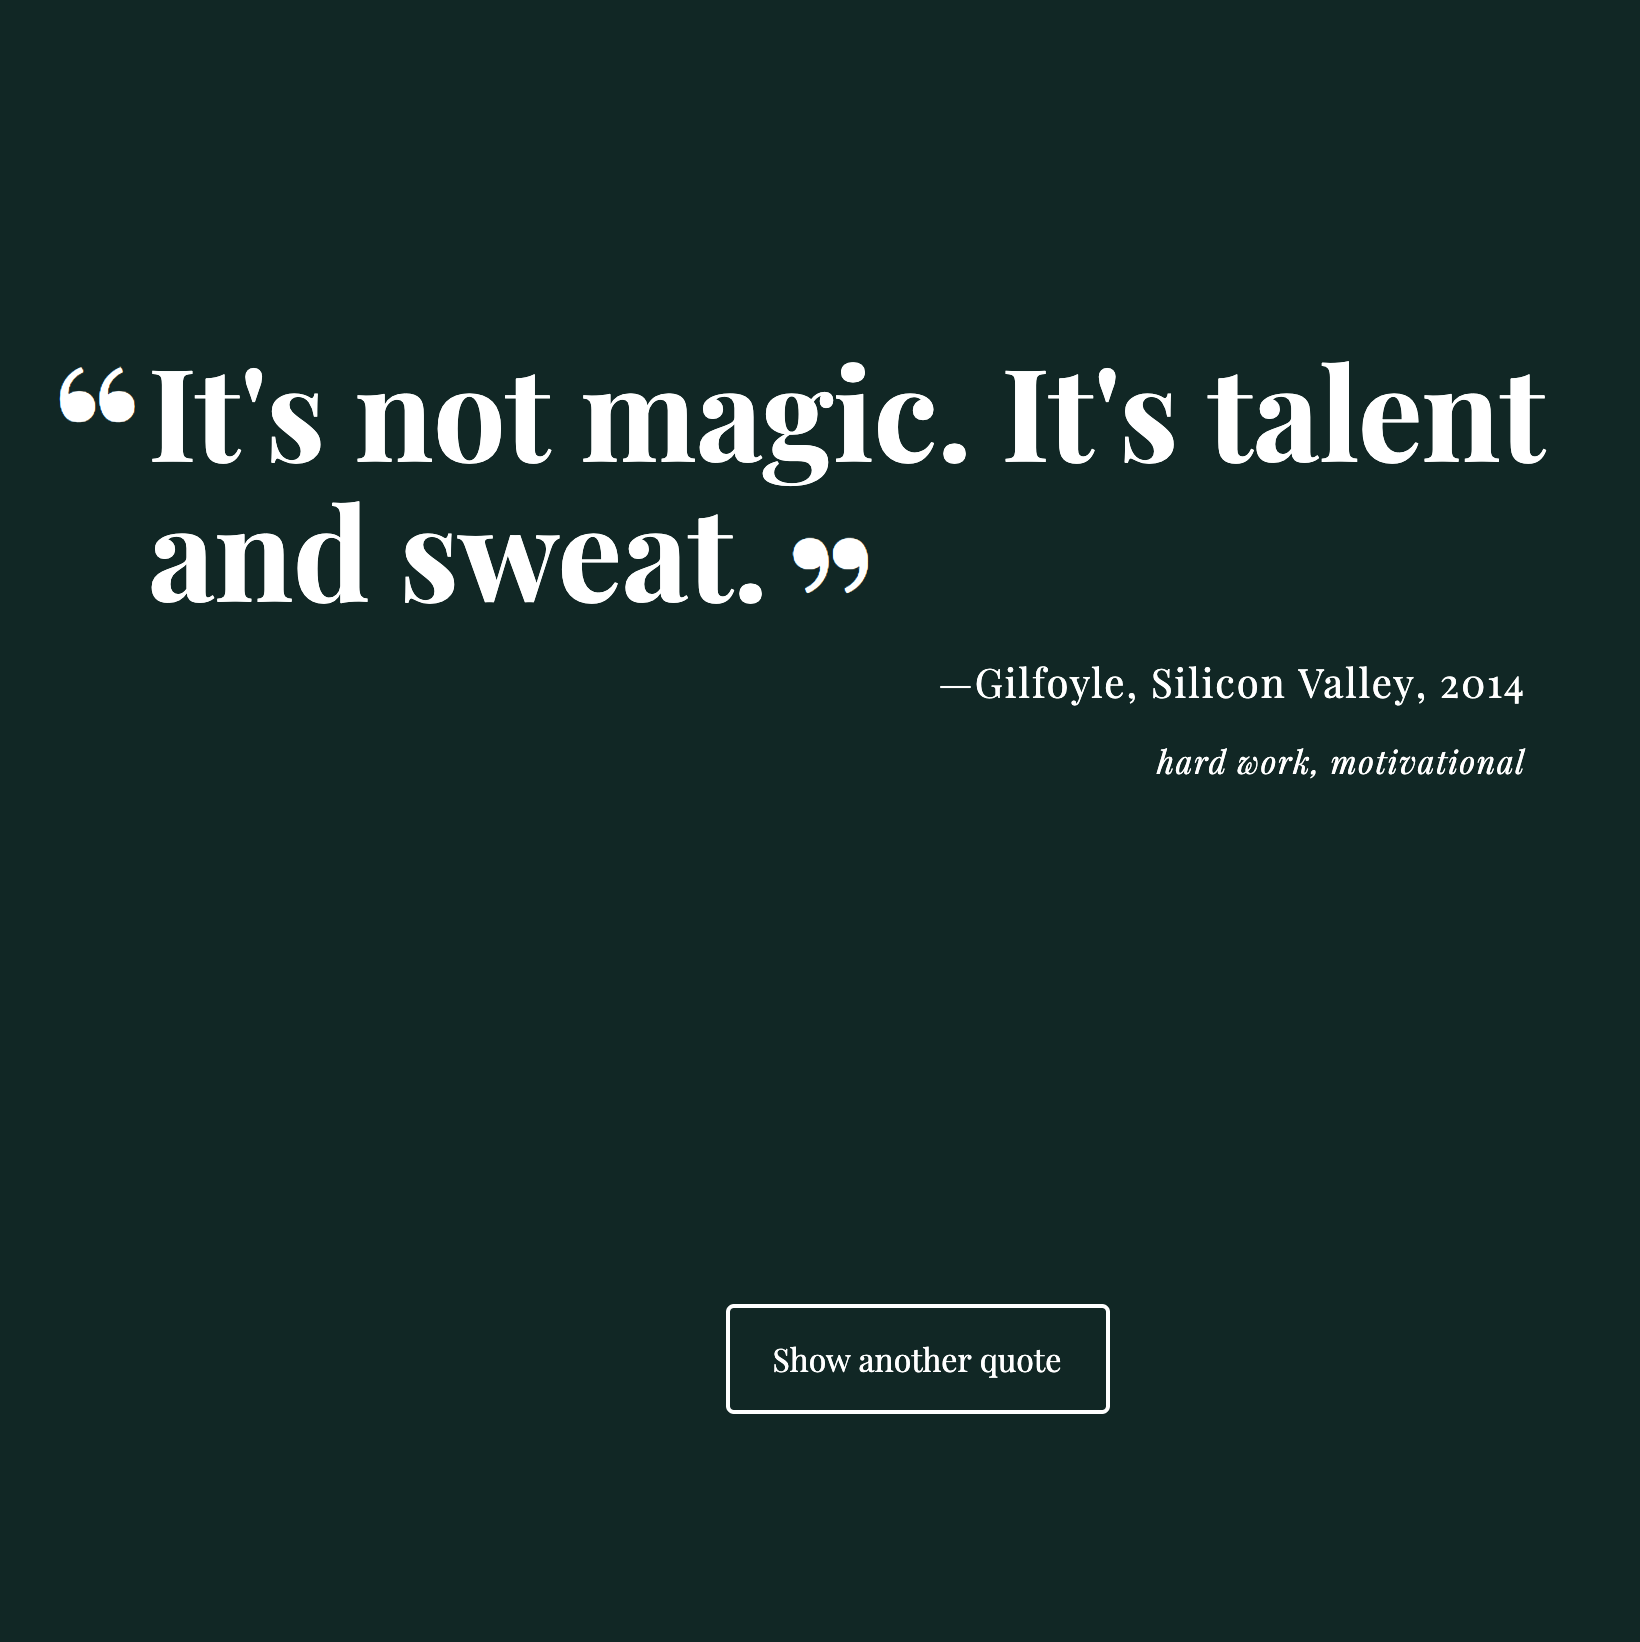 “It's not magic. It's talent
and sweat.”
—Gilfoyle, Silicon Valley, 2014
hard work, motivational
Show another quote